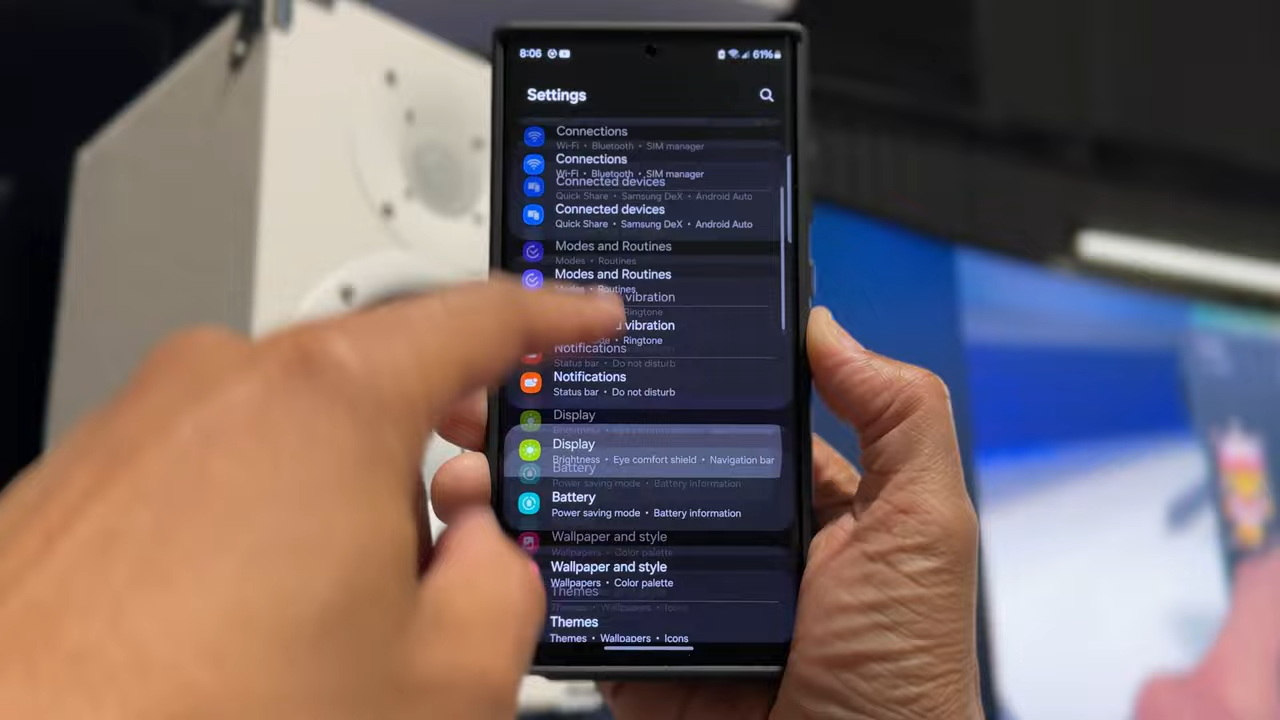 8:06 61%
Settings
Connections
Wi-Fi • Bluetooth • SIM manager
Connections
Wi-Fi • Bluetooth • SIM manager
Connected devices
Quick Share • Samsung DeX • Android Auto
Connected devices
Quick Share • Samsung DeX • Android Auto
Modes and Routines
Modes • Routines
Modes and Routines
Modes • Routines
vibration
Ringtone
vibration
• Ringtone
Notifications
Status bar • Do not disturb
Notifications
Status bar • Do not disturb
Display
Display
Brightness • Eye comfort shield • Navigation bar
Battery
Power saving mode • Battery information
Battery
Power saving mode • Battery information
Wallpaper and style
Wallpapers • Color palette
Wallpaper and style
Wallpapers • Color palette
Themes
Themes • Wallpapers • Icons
Themes
Themes • Wallpapers • Icons